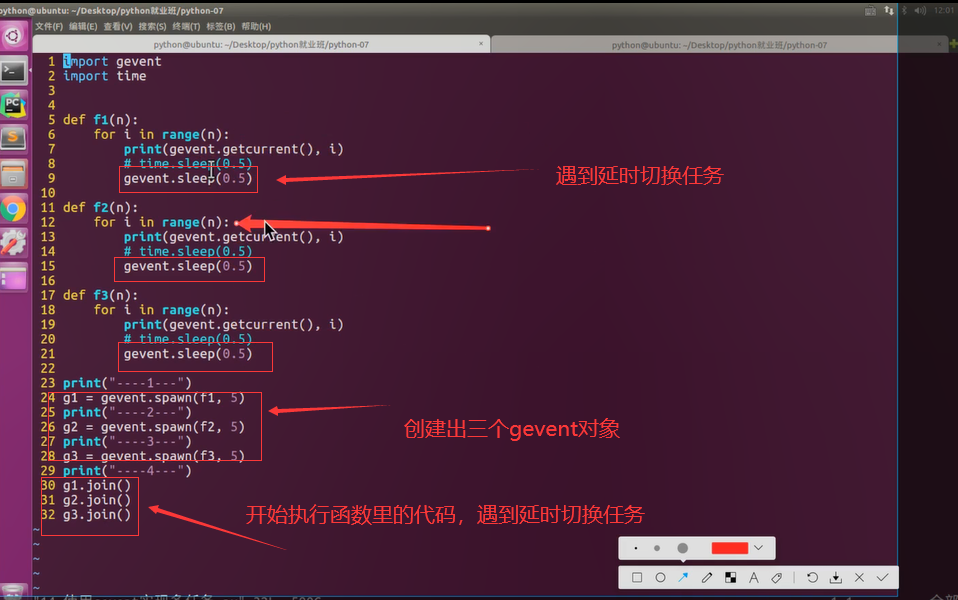 python@ubuntu: ~/Desktop/python就业班/python-07
12:01
文件(F) 编辑(E) 查看(V) 搜索(S) 终端(T) 标签(B) 帮助(H)
python@ubuntu: ~/Desktop/python就业班/python-07 × python@ubuntu: ~/Desktop/python就业班/python-07 ×
1 import gevent
2 import time
3
4
5 def f1(n):
6 for i in range(n):
7 print(gevent.getcurrent(), i)
8 # time.sleep(0.5)
9 gevent.sleep(0.5)
遇到延时切换任务
10
11 def f2(n):
12 for i in range(n):
13 print(gevent.getcurrent(), i)
14 # time.sleep(0.5)
15 gevent.sleep(0.5)
16
17 def f3(n):
18 for i in range(n):
19 print(gevent.getcurrent(), i)
20 # time.sleep(0.5)
21 gevent.sleep(0.5)
22
23 print("----1---")
24 g1 = gevent.spawn(f1, 5)
25 print("----2---")
26 g2 = gevent.spawn(f2, 5)
创建出三个gevent对象
27 print("----3---")
28 g3 = gevent.spawn(f3, 5)
29 print("----4---")
30 g1.join()
31 g2.join()
32 g3.join()
开始执行函数里的代码，遇到延时切换任务
~
~
~
~
~